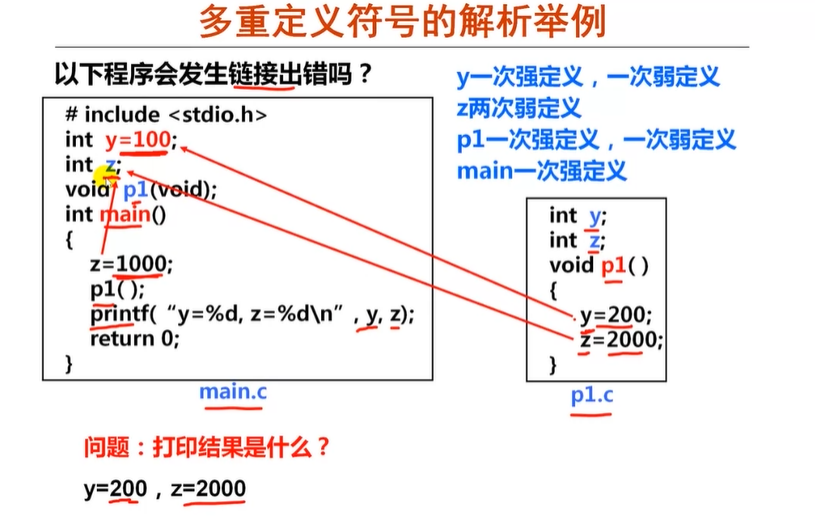 多重定义符号的解析举例
以下程序会发生链接出错吗？
# include <stdio.h>
int y=100;
int z;
void p1(void);
int main()
{
z=1000;
p1( );
printf( “y=%d, z=%d\n” , y, z);
return 0;
}
main.c
y一次强定义，一次弱定义
z两次弱定义
p1一次强定义，一次弱定义
main一次强定义
int y;
int z;
void p1( )
{
y=200;
z=2000;
}
p1.c
问题：打印结果是什么？
y=200，z=2000